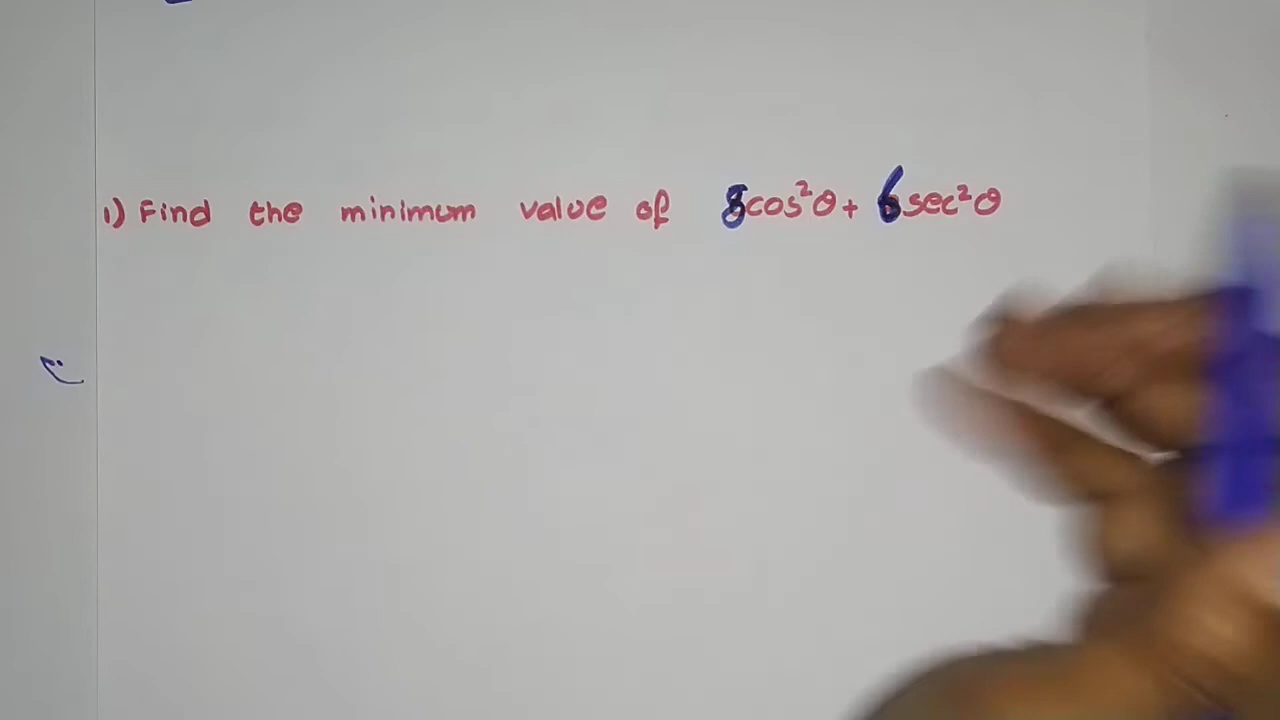 1) Find the minimum value of 8cos²θ + 6sec²θ